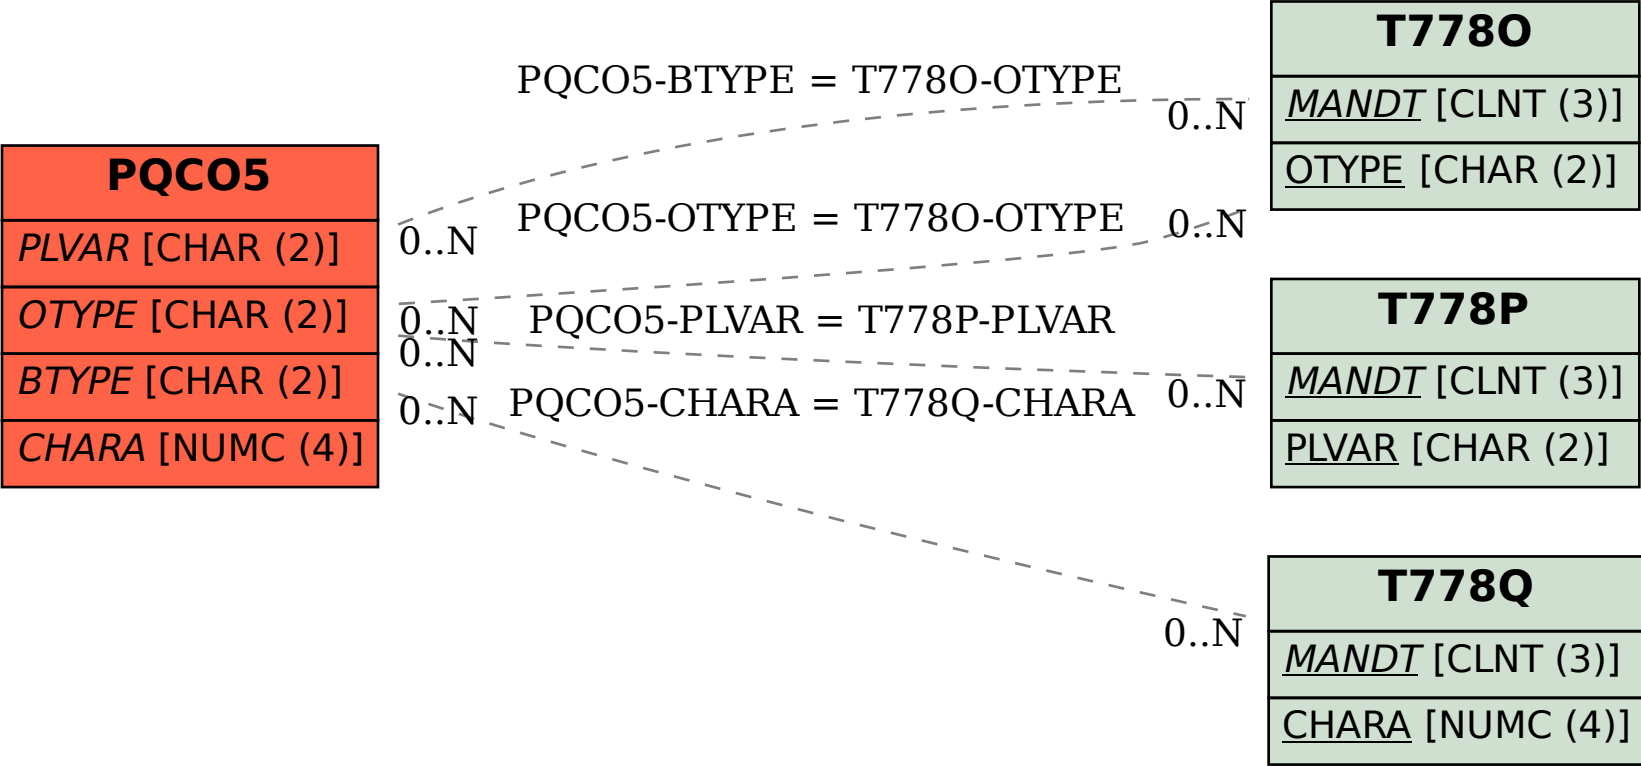 PQCO5
PLVAR [CHAR (2)]
OTYPE [CHAR (2)]
BTYPE [CHAR (2)]
CHARA [NUMC (4)]
PQCO5-BTYPE = T778O-OTYPE
0..N
0..N
PQCO5-OTYPE = T778O-OTYPE
0..N
0..N
PQCO5-PLVAR = T778P-PLVAR
0..N
0..N
PQCO5-CHARA = T778Q-CHARA
0..N
0..N
T778O
MANDT [CLNT (3)]
OTYPE [CHAR (2)]
T778P
MANDT [CLNT (3)]
PLVAR [CHAR (2)]
T778Q
MANDT [CLNT (3)]
CHARA [NUMC (4)]